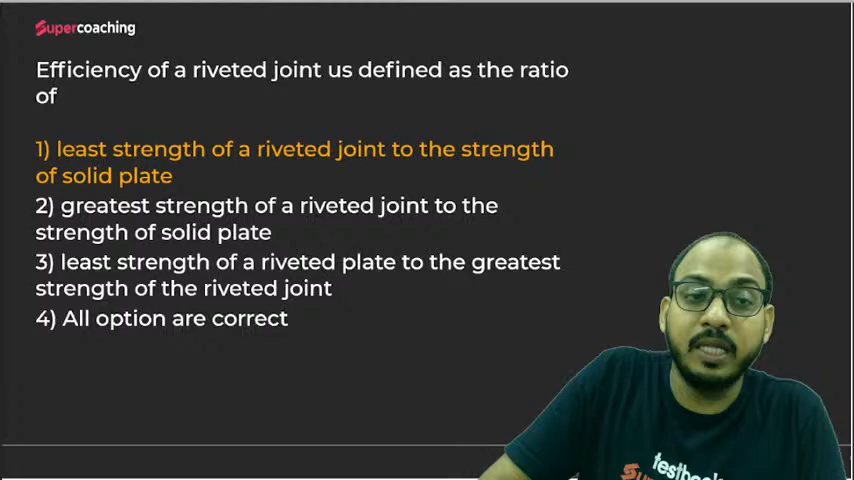 Supercoaching
Efficiency of a riveted joint us defined as the ratio
of
1) least strength of a riveted joint to the strength
of solid plate
2) greatest strength of a riveted joint to the
strength of solid plate
3) least strength of a riveted plate to the greatest
strength of the riveted joint
4) All option are correct